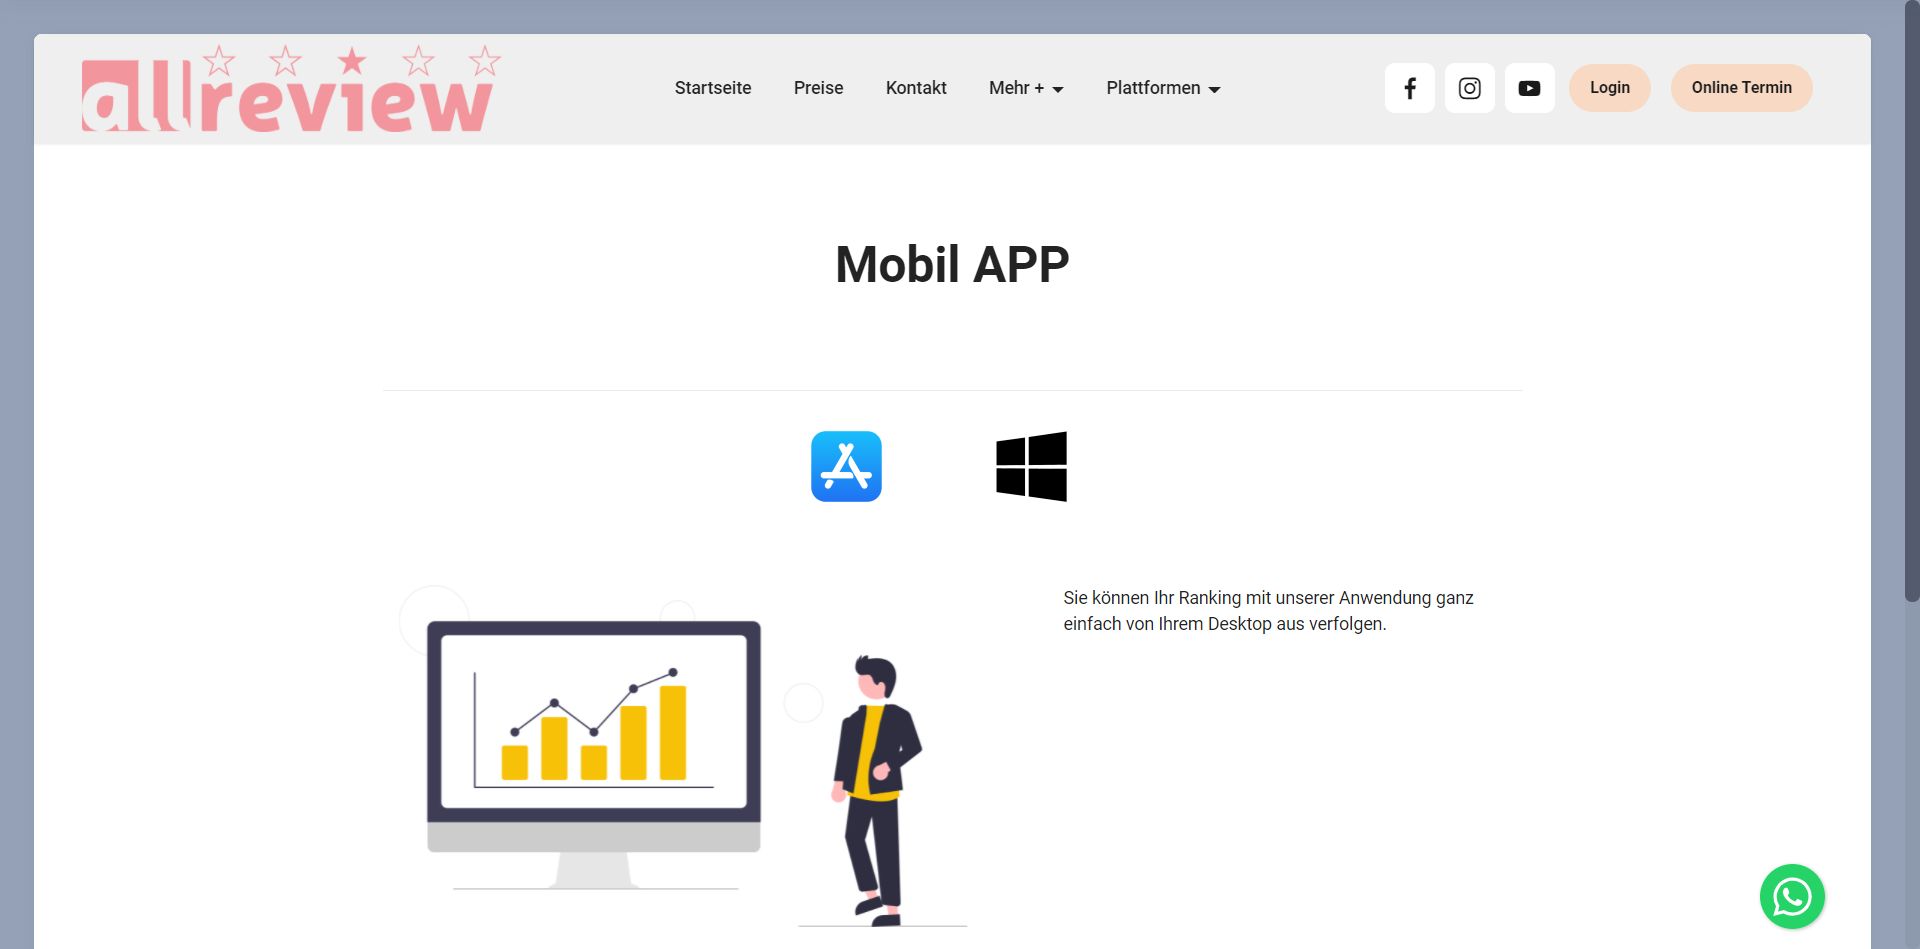 allreview
Startseite
Preise
Kontakt
Mehr +
Plattformen
Login
Online Termin
Mobil APP
Sie können Ihr Ranking mit unserer Anwendung ganz
einfach von Ihrem Desktop aus verfolgen.